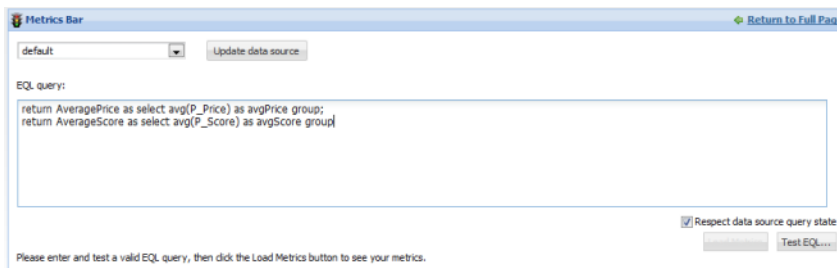 Metrics Bar
Return to Full Pag
default
Update data source
EQL query:
return AveragePrice as select avg(P_Price) as avgPrice group;
return AverageScore as select avg(P_Score) as avgScore group
Respect data source query state
Test EQL...
Please enter and test a valid EQL query, then click the Load Metrics button to see your metrics.